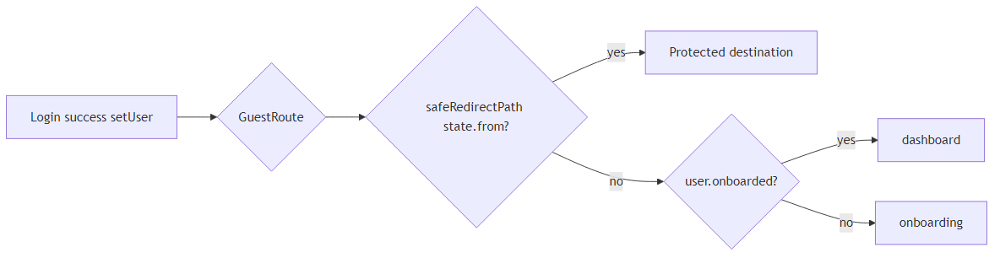 Login success setUser
GuestRoute
safeRedirectPath
state.from?
yes
Protected destination
no
user.onboarded?
yes
dashboard
no
onboarding